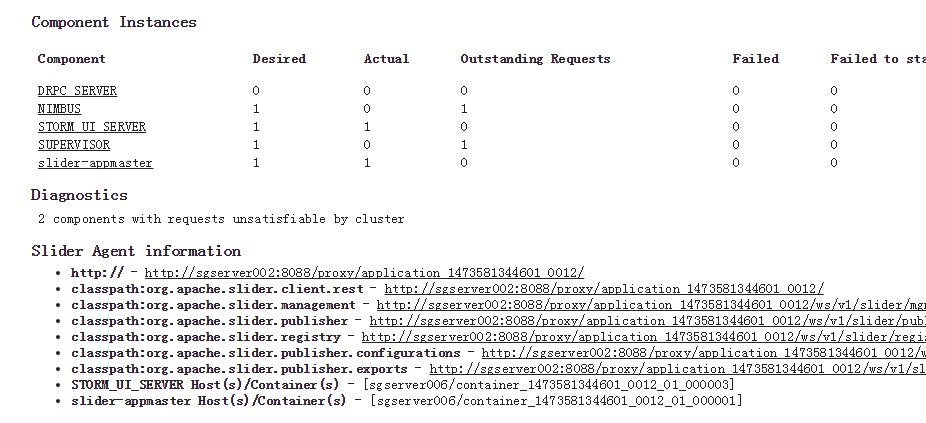 Component Instances
Component Desired Actual Outstanding Requests Failed Failed to sta
DRPC_SERVER 0 0 0 0 0
NIMBUS 1 0 1 0 0
STORM_UI_SERVER 1 1 0 0 0
SUPERVISOR 1 0 1 0 0
slider-appmaster 1 1 0 0 0
Diagnostics
2 components with requests unsatisfiable by cluster
Slider Agent information
• http:// - http://sgserver002:8088/proxy/application_1473581344601_0012/
• classpath:org.apache.slider.client.rest - http://sgserver002:8088/proxy/application_1473581344601_0012/
• classpath:org.apache.slider.management - http://sgserver002:8088/proxy/application_1473581344601_0012/ws/v1/slider/mgm
• classpath:org.apache.slider.publisher - http://sgserver002:8088/proxy/application_1473581344601_0012/ws/v1/slider/publ
• classpath:org.apache.slider.registry - http://sgserver002:8088/proxy/application_1473581344601_0012/ws/v1/slider/regis
• classpath:org.apache.slider.publisher.configurations - http://sgserver002:8088/proxy/application_1473581344601_0012/w
• classpath:org.apache.slider.publisher.exports - http://sgserver002:8088/proxy/application_1473581344601_0012/ws/v1/sl
• STORM_UI_SERVER Host(s)/Container(s) - [sgserver006/container_1473581344601_0012_01_000003]
• slider-appmaster Host(s)/Container(s) - [sgserver006/container_1473581344601_0012_01_000001]